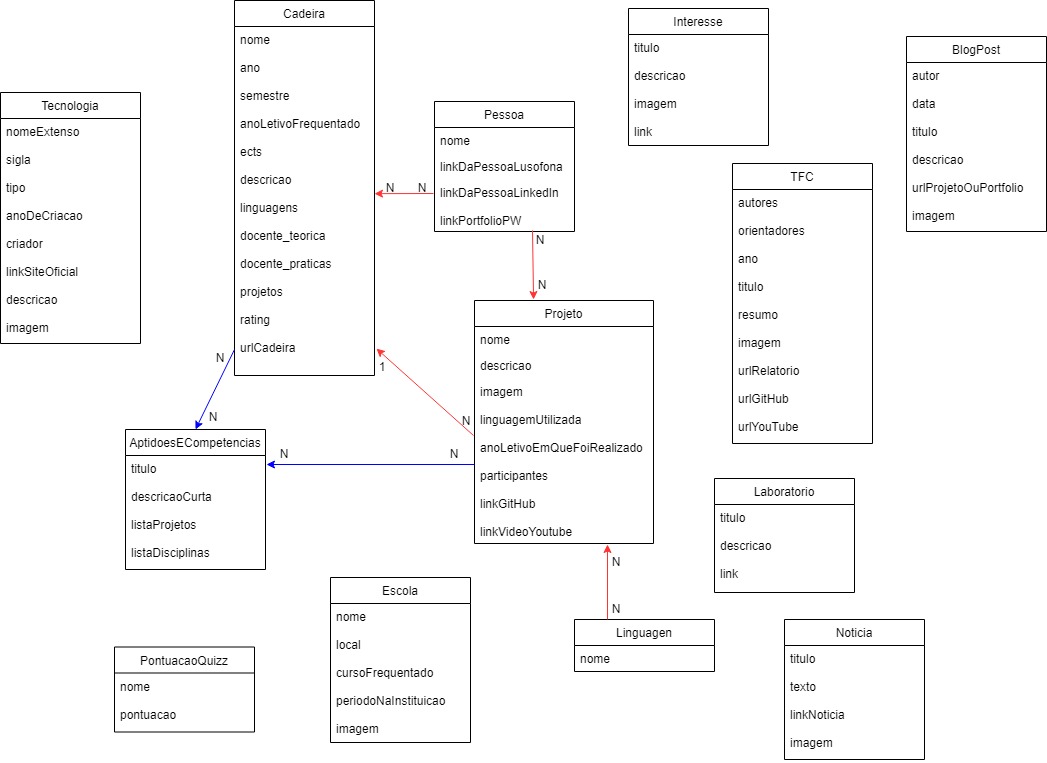 Cadeira
nome
ano
semestre
anoLetivoFrequentado
ects
descricao
linguagens
docente_teorica
docente_praticas
projetos
rating
urlCadeira
Interesse
titulo
descricao
imagem
link
BlogPost
autor
data
titulo
descricao
urlProjetoOuPortfolio
imagem
Tecnologia
nomeExtenso
sigla
tipo
anoDeCriacao
criador
linkSiteOficial
descricao
imagem
Pessoa
nome
linkDaPessoaLusofona
linkDaPessoaLinkedIn
linkPortfolioPW
N
N
N
N
TFC
autores
orientadores
ano
titulo
resumo
imagem
urlRelatorio
urlGitHub
urlYouTube
Projeto
nome
descricao
imagem
linguagemUtilizada
anoLetivoEmQueFoiRealizado
participantes
linkGitHub
linkVideoYoutube
1
N
N
N
N
N
AptidoesECompetencias
titulo
descricaoCurta
listaProjetos
listaDisciplinas
Laboratorio
titulo
descricao
link
N
N
Escola
nome
local
cursoFrequentado
periodoNaInstituicao
imagem
Linguagen
nome
Noticia
titulo
texto
linkNoticia
imagem
PontuacaoQuizz
nome
pontuacao